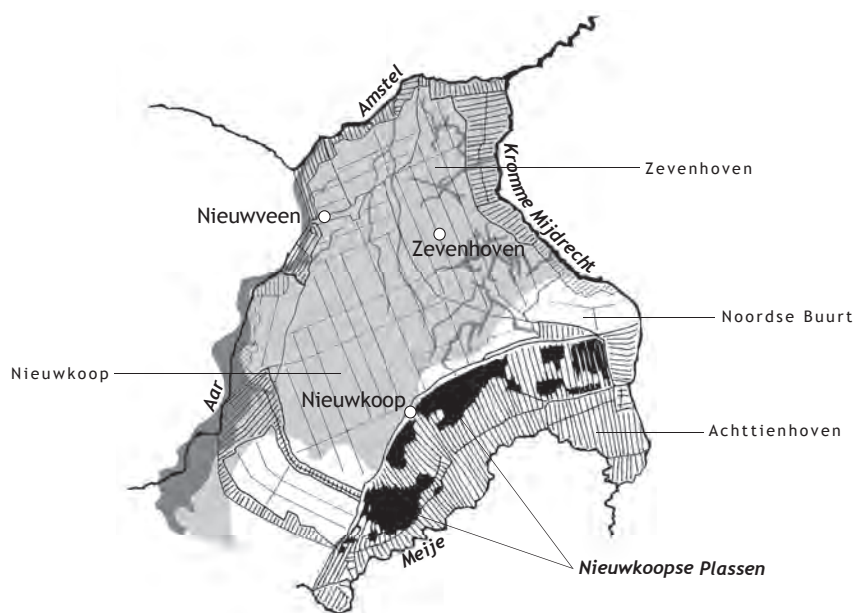 Amstel
Kromme Mijdrecht
Zevenhoven
Nieuwveen
Zevenhoven
Noordse Buurt
Nieuwkoop
Aar
Nieuwkoop
Achttienhoven
Meije
Nieuwkoopse Plassen